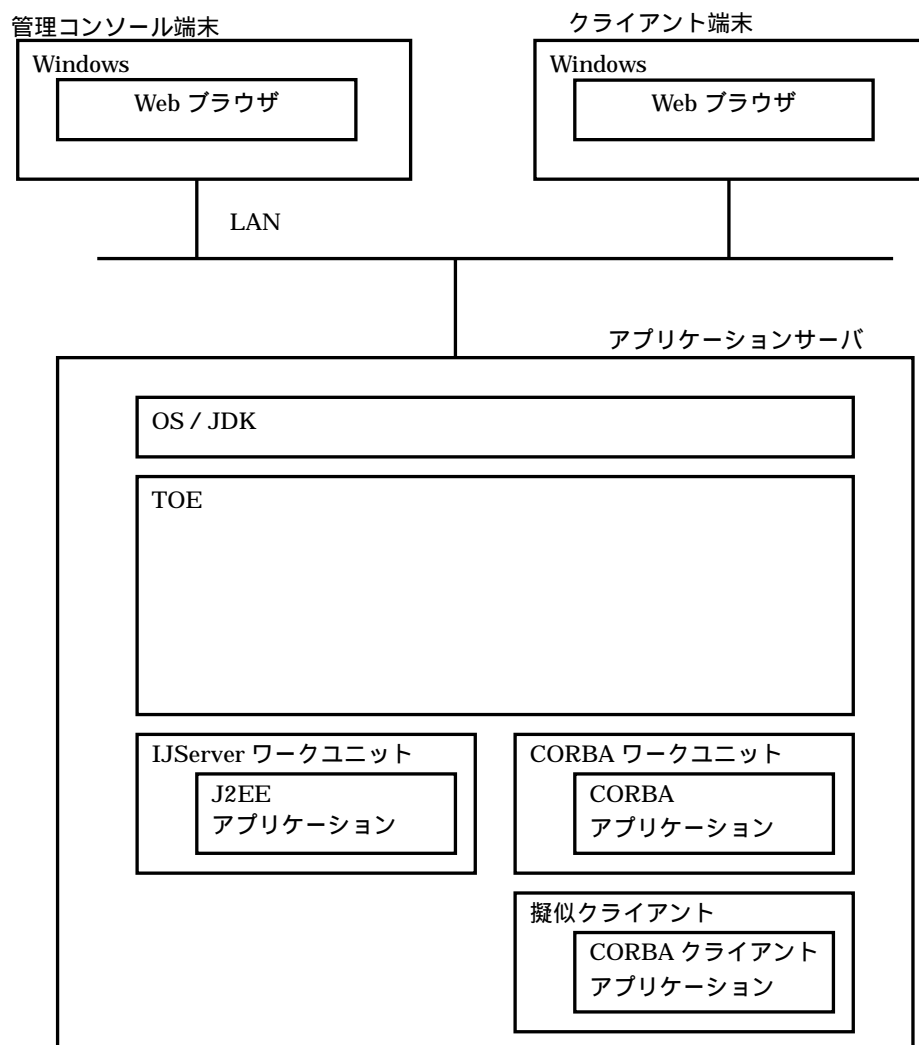 管理コンソール端末
Windows
Web ブラウザ
クライアント端末
Windows
Web ブラウザ
LAN
アプリケーションサーバ
OS / JDK
TOE
IJServer ワークユニット
J2EE
アプリケーション
CORBA ワークユニット
CORBA
アプリケーション
擬似クライアント
CORBA クライアント
アプリケーション